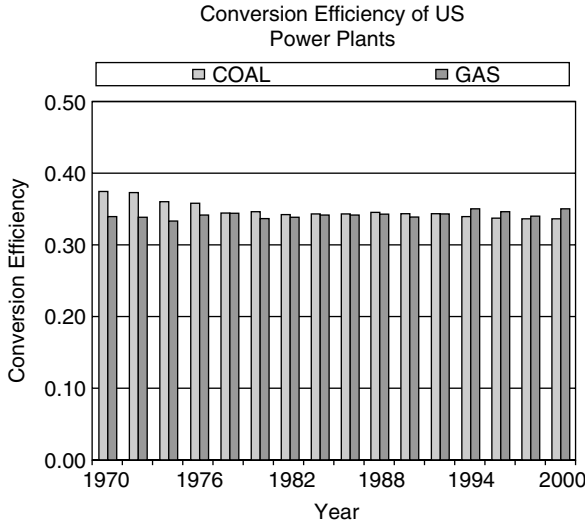 Conversion Efficiency of US
Power Plants
COAL GAS
0.50
0.40
0.30
0.20
0.10
0.00
Conversion Efficiency
1970 1976 1982 1988 1994 2000
Year